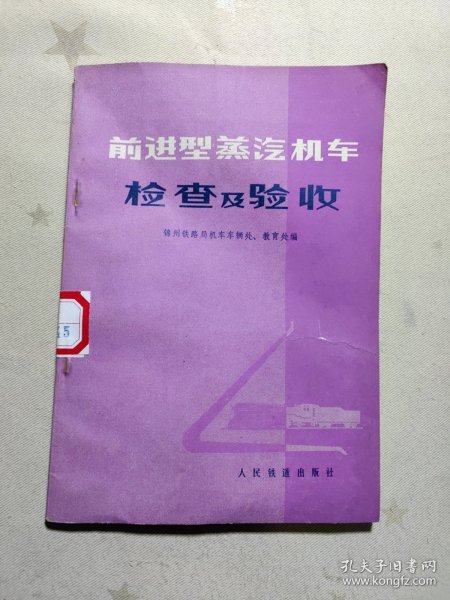 前进型蒸汽机车
检查及验收
锦州铁路局机车车辆处、教育处编
45
人民铁道出版社
孔夫子旧书网
www.kongfz.com